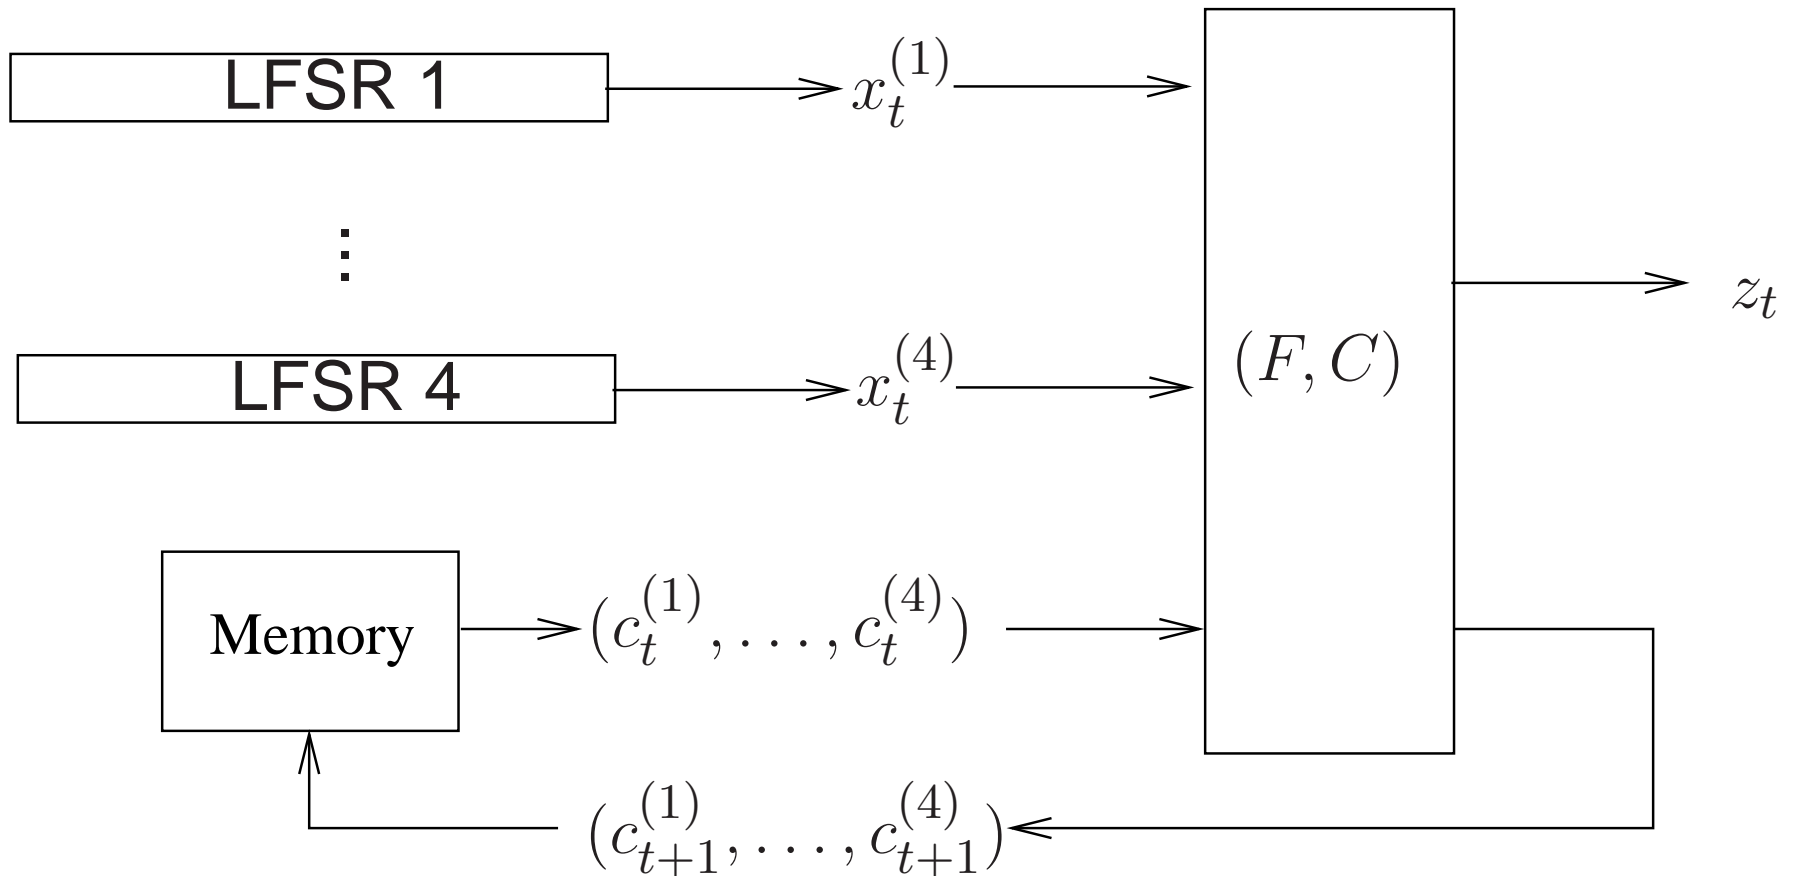 LFSR 1
x_t^{(1)}
⋮
LFSR 4
x_t^{(4)}
(F, C)
z_t
Memory
(c_t^{(1)}, . . . , c_t^{(4)})
(c_{t+1}^{(1)}, . . . , c_{t+1}^{(4)})